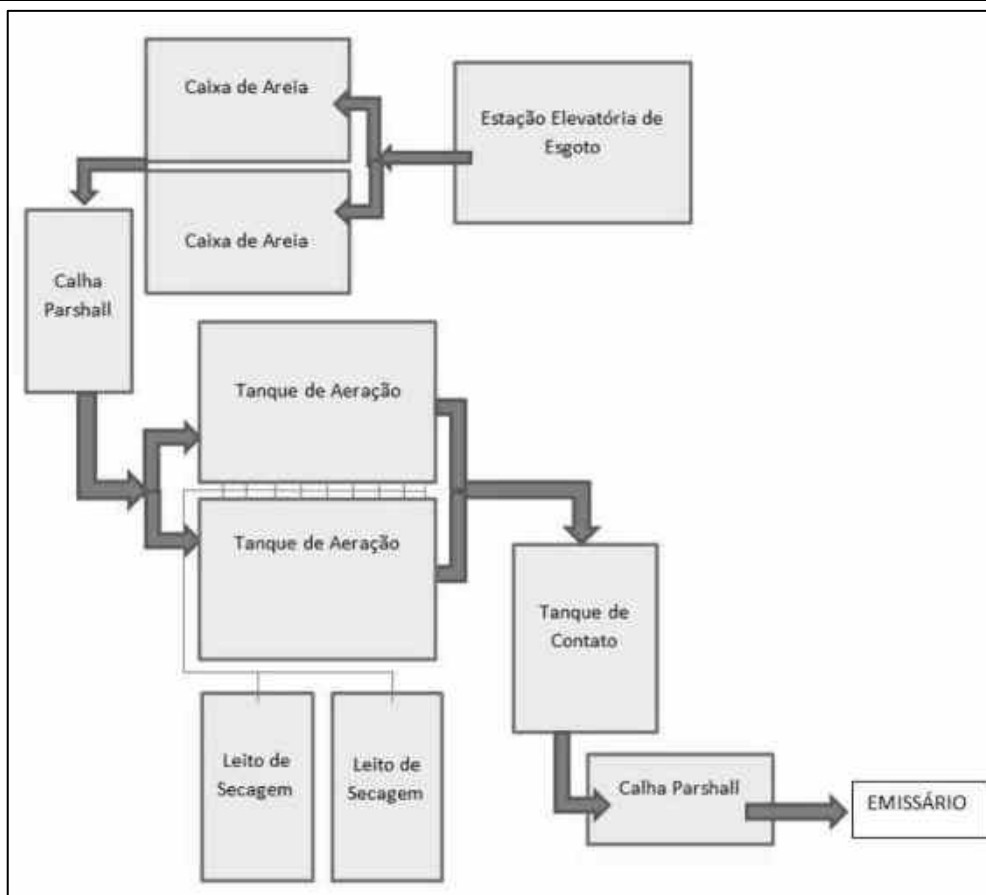 Caixa de Areia
Estação Elevatória de
Esgoto
Caixa de Areia
Calha
Parshall
Tanque de Aeração
Tanque de Aeração
Tanque de
Contato
Leito de
Secagem
Leito de
Secagem
Calha Parshall
EMISSÁRIO